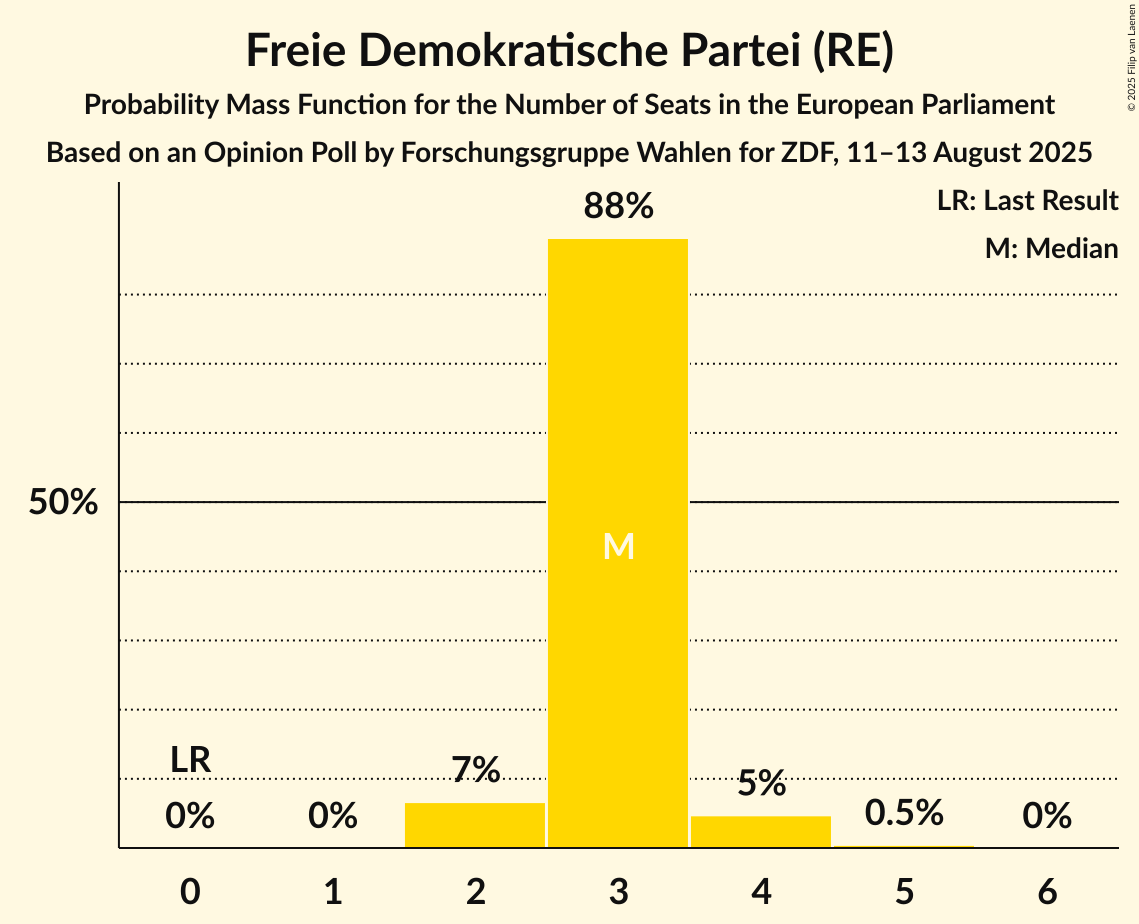 Freie Demokratische Partei (RE)
Probability Mass Function for the Number of Seats in the European Parliament
Based on an Opinion Poll by Forschungsgruppe Wahlen for ZDF, 11–13 August 2025
© 2025 Filip van Laenen
LR: Last Result
M: Median
88%
50%
M
LR
0%
0%
7%
5%
0.5%
0%
0 1 2 3 4 5 6